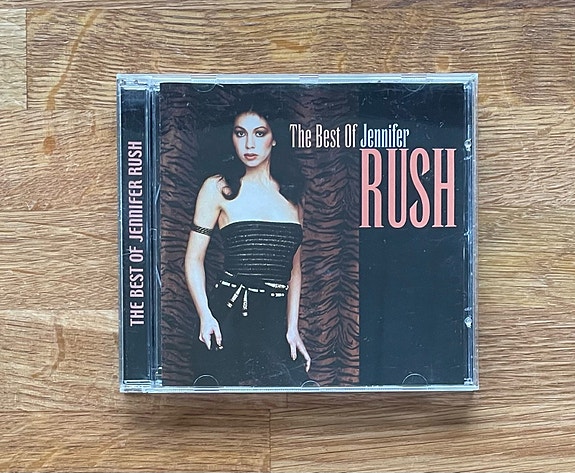 THE BEST OF JENNIFER RUSH
The Best Of Jennifer
RUSH